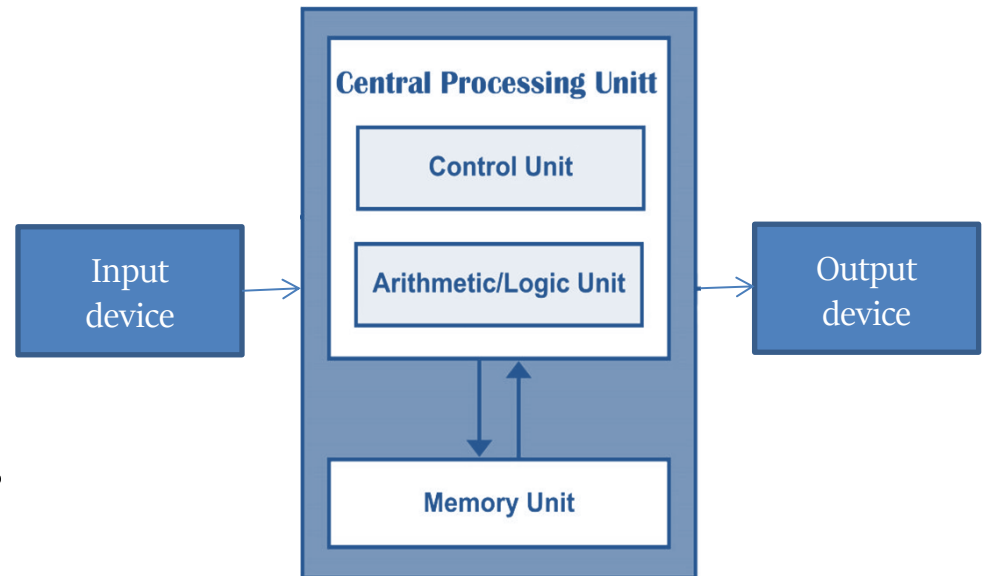 Central Processing Unitt
Control Unit
Arithmetic/Logic Unit
Input
device
Output
device
Memory Unit